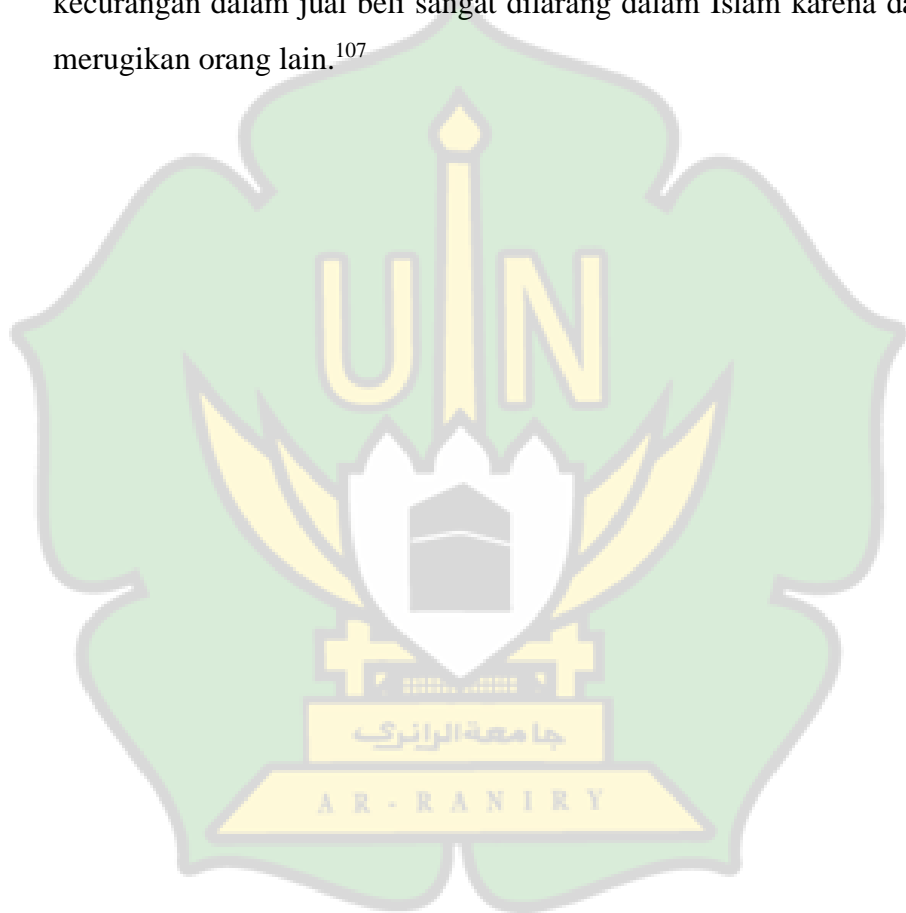 kecurangan dalam jual beli sangat dilarang dalam Islam karena da
merugikan orang lain.107
UIN
جامعة الرانري
AR-RANIRY